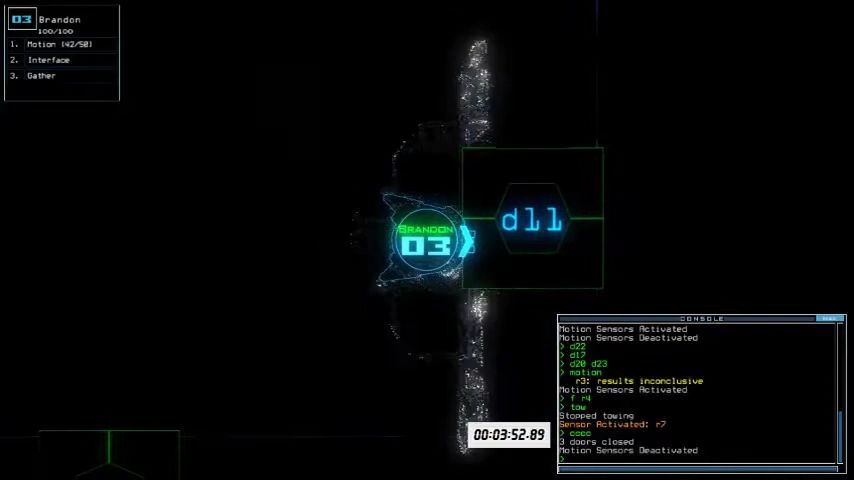 03 Brandon
100/100
1. Motion (42/50)
2. Interface
3. Gather
BRANDON
03
dll
CONSOLE
Motion Sensors Activated
Motion Sensors Deactivated
> d22
> d17
> d20 d23
> motion
r3: results inconclusive
Motion Sensors Activated
> f r4
> tow
Stopped towing
Sensor Activated: r7
> cccc
3 doors closed
Motion Sensors Deactivated
>
00:03:52.89